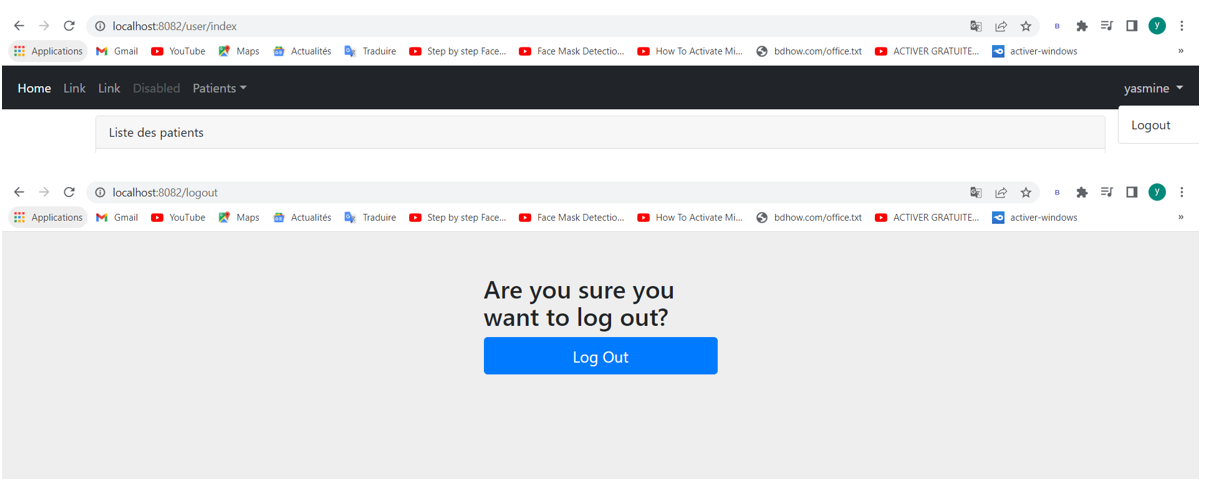 localhost:8082/user/index
B
y
Applications Gmail YouTube Maps Actualités Traduire Step by step Face... Face Mask Detectio... How To Activate Mi... bdhow.com/office.txt ACTIVER GRATUITE... activer-windows »
Home Link Link Disabled Patients yasmine
Liste des patients
Logout
localhost:8082/logout
B
y
Applications Gmail YouTube Maps Actualités Traduire Step by step Face... Face Mask Detectio... How To Activate Mi... bdhow.com/office.txt ACTIVER GRATUITE... activer-windows »
Are you sure you
want to log out?
Log Out